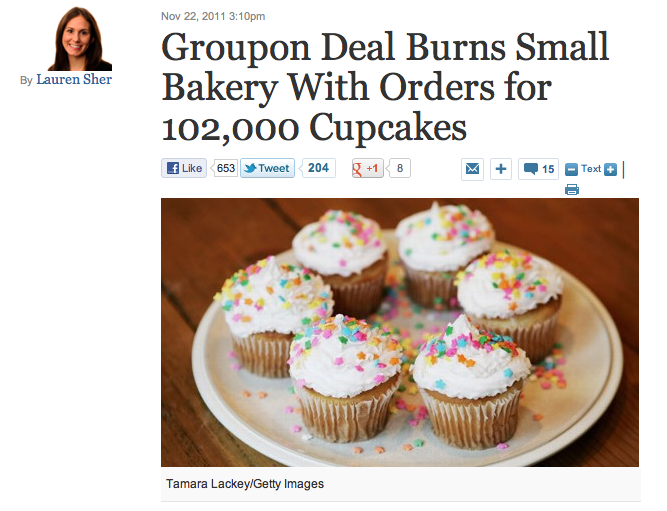 By Lauren Sher
Nov 22, 2011 3:10pm
Groupon Deal Burns Small
Bakery With Orders for
102,000 Cupcakes
f Like 653 Tweet 204 g +1 8 + 15 Text
Tamara Lackey/Getty Images